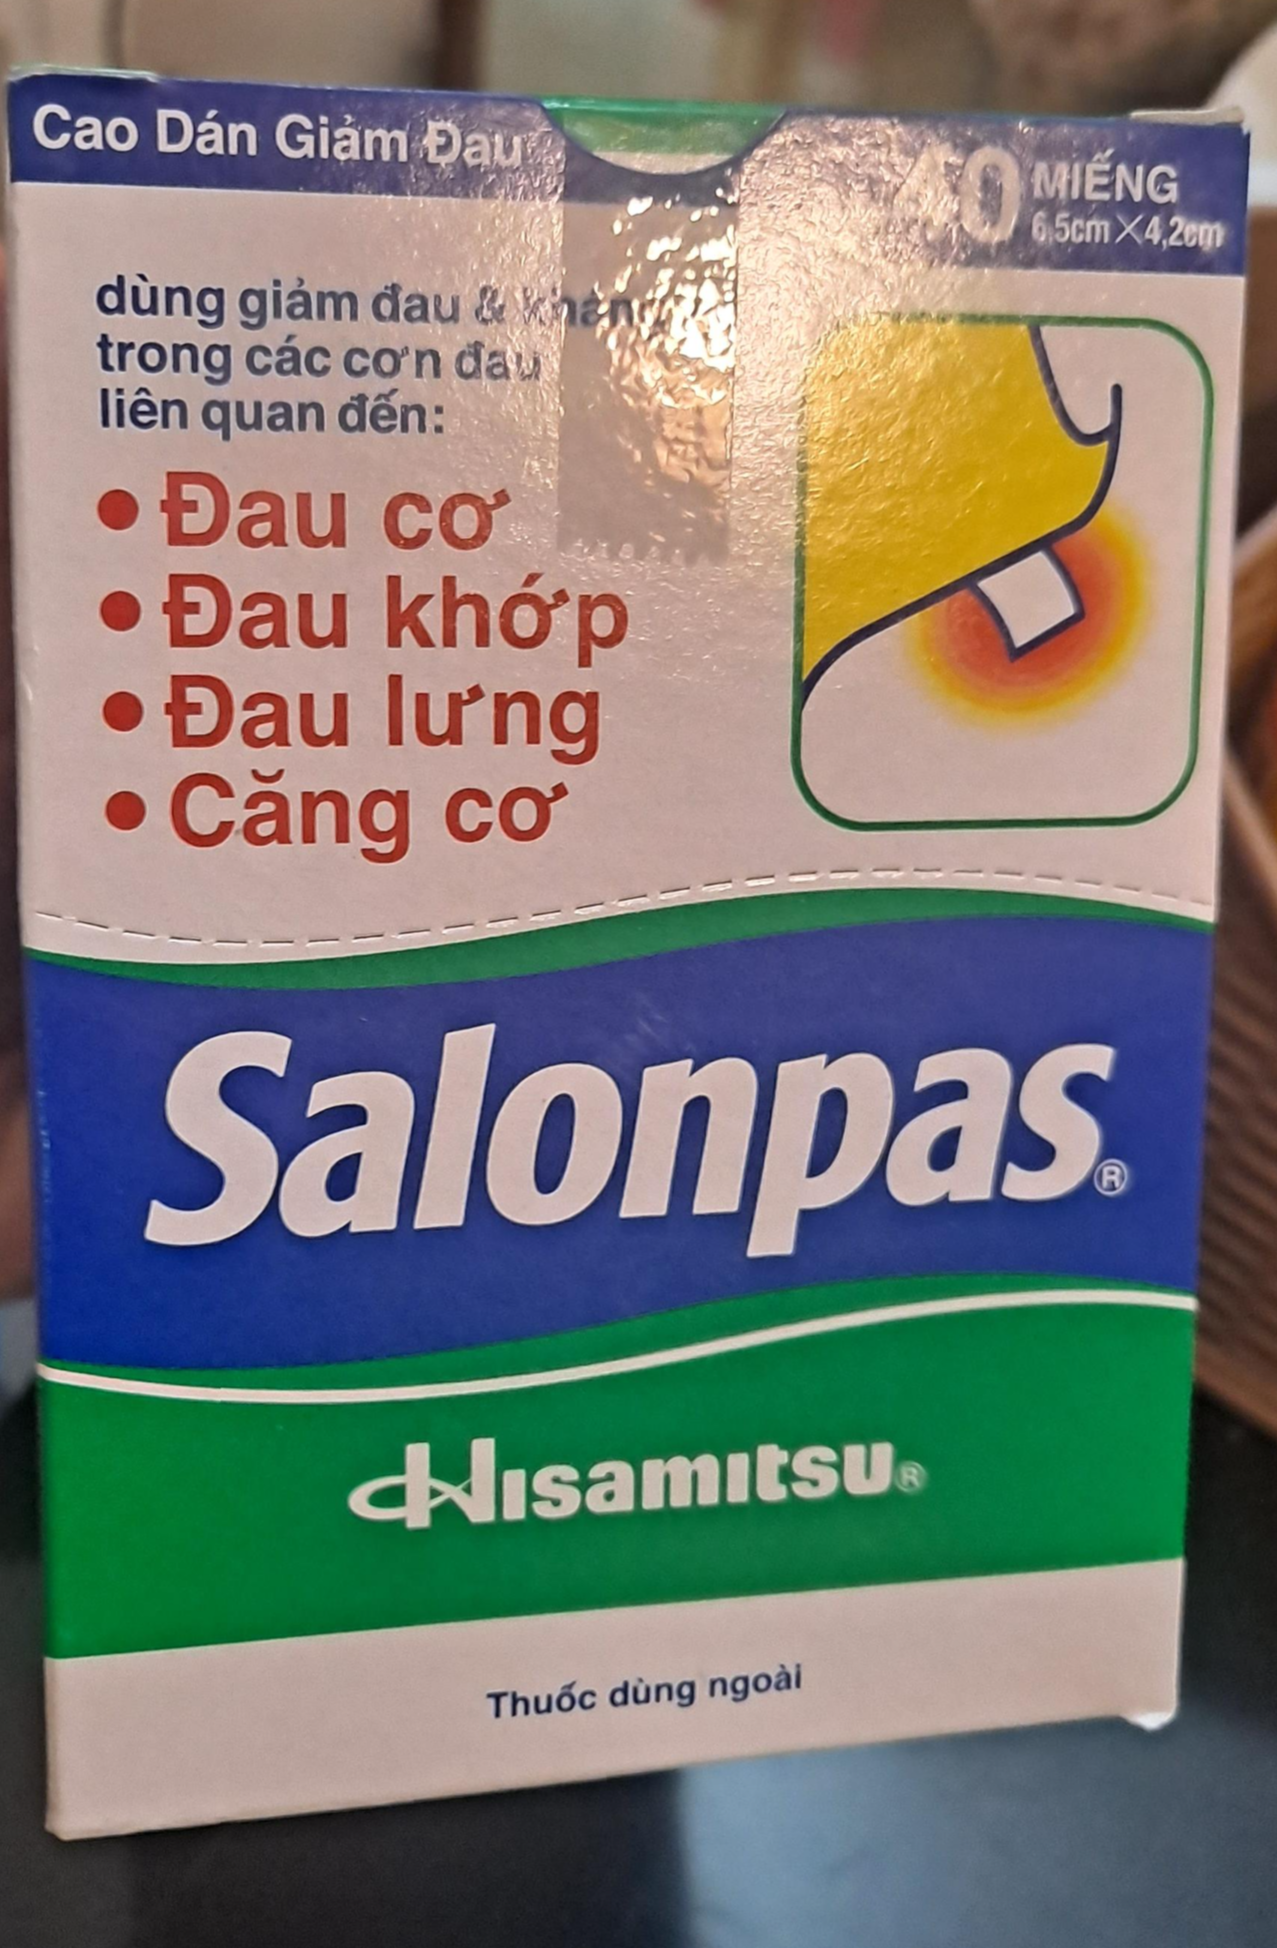 Cao Dán Giảm Đau
40 MIẾNG
6,5cm×4,2cm
dùng giảm đau & kháng
trong các cơn đau
liên quan đến:
• Đau cơ
• Đau khớp
• Đau lưng
• Căng cơ
Salonpas®
Hisamitsu®
Thuốc dùng ngoài